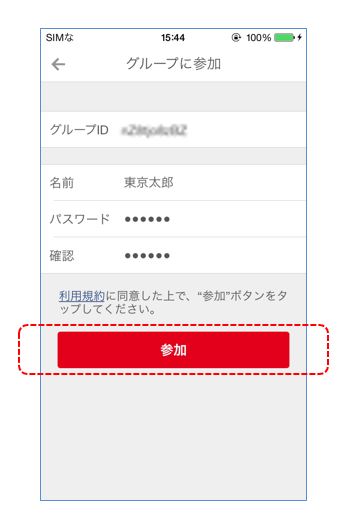 SIMな 15:44 100%
グループに参加
グループID
名前 東京太郎
パスワード ●●●●●●
確認 ●●●●●●
利用規約に同意した上で、“参加”ボタンをタ
ップしてください。
参加